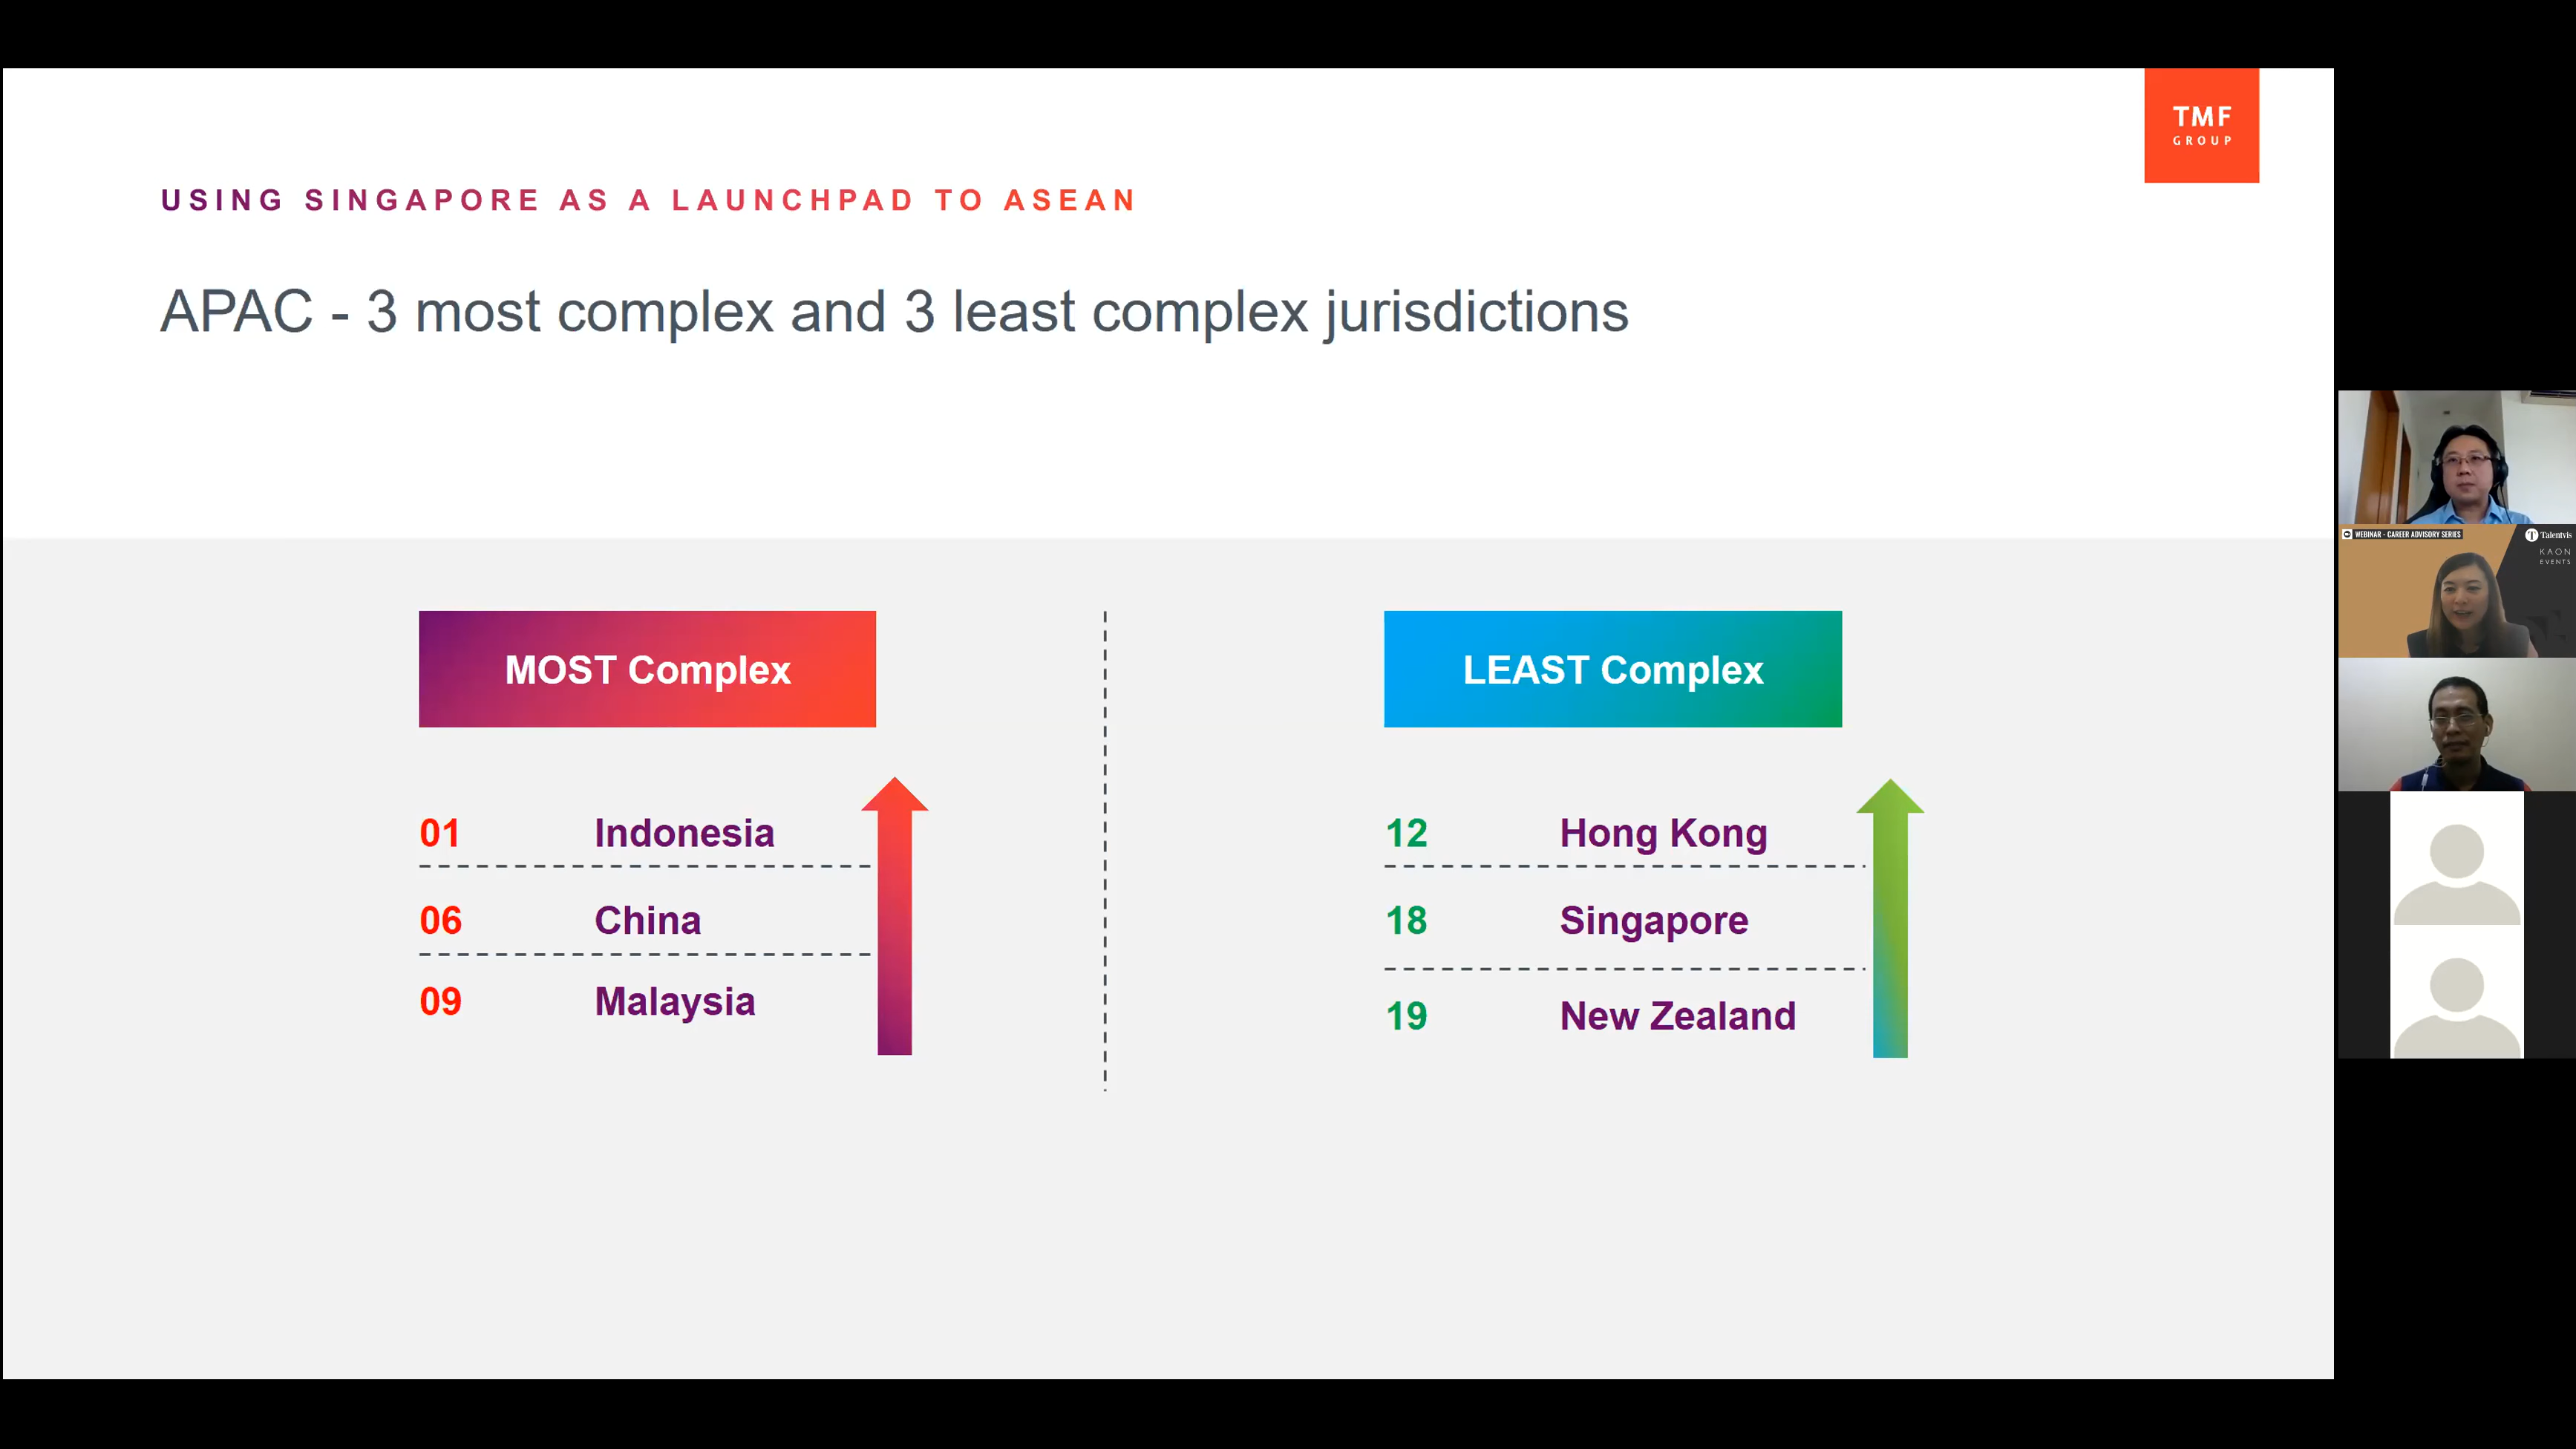 TMF
GROUP
USING SINGAPORE AS A LAUNCHPAD TO ASEAN
APAC - 3 most complex and 3 least complex jurisdictions
WEBINAR - CAREER ADVISORY SERIES
Talentvis
KAON
EVENTS
MOST Complex
01 Indonesia
06 China
09 Malaysia
LEAST Complex
12 Hong Kong
18 Singapore
19 New Zealand